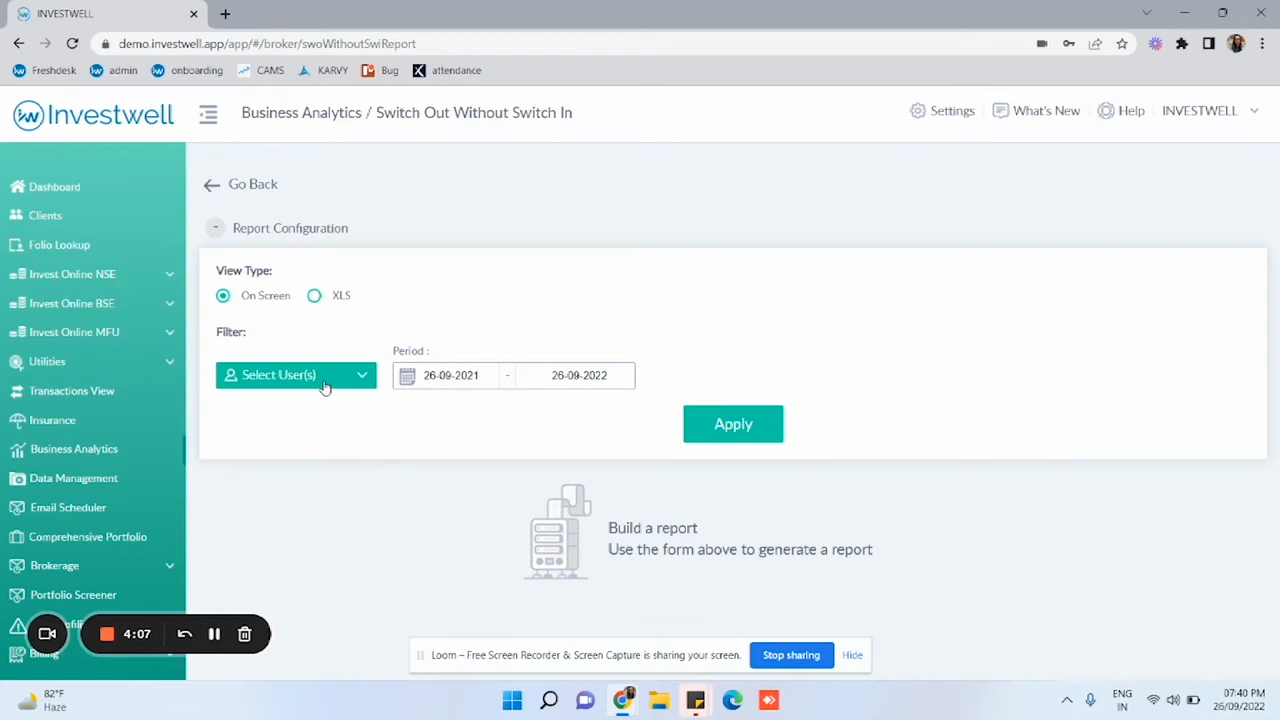 INVESTWELL
demo.investwell.app/app/#/broker/swoWithoutSwiReport
Freshdesk admin onboarding CAMS KARVY Bug attendance
Investwell
Business Analytics / Switch Out Without Switch In
Settings What's New Help INVESTWELL
Dashboard
Clients
Folio Lookup
Invest Online NSE
Invest Online BSE
Invest Online MFU
Utilities
Transactions View
Insurance
Business Analytics
Data Management
Email Scheduler
Comprehensive Portfolio
Brokerage
Portfolio Screener
Go Back
- Report Configuration
View Type:
On Screen XLS
Filter:
Period :
Select User(s) 26-09-2021 - 26-09-2022
Apply
Build a report
Use the form above to generate a report
4:07
Loom – Free Screen Recorder & Screen Capture is sharing your screen. Stop sharing Hide
82°F
Haze
ENG
IN
07:40 PM
26/09/2022